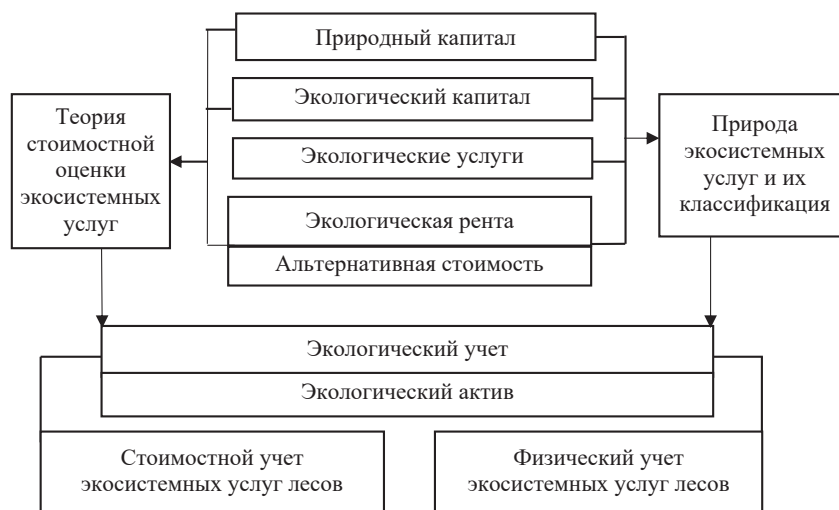 Природный капитал
Экологический капитал
Экологические услуги
Экологическая рента
Альтернативная стоимость
Теория
стоимостной
оценки
экосистемных
услуг
Природа
экосистемных
услуг и их
классификация
Экологический учет
Экологический актив
Стоимостной учет
экосистемных услуг лесов
Физический учет
экосистемных услуг лесов